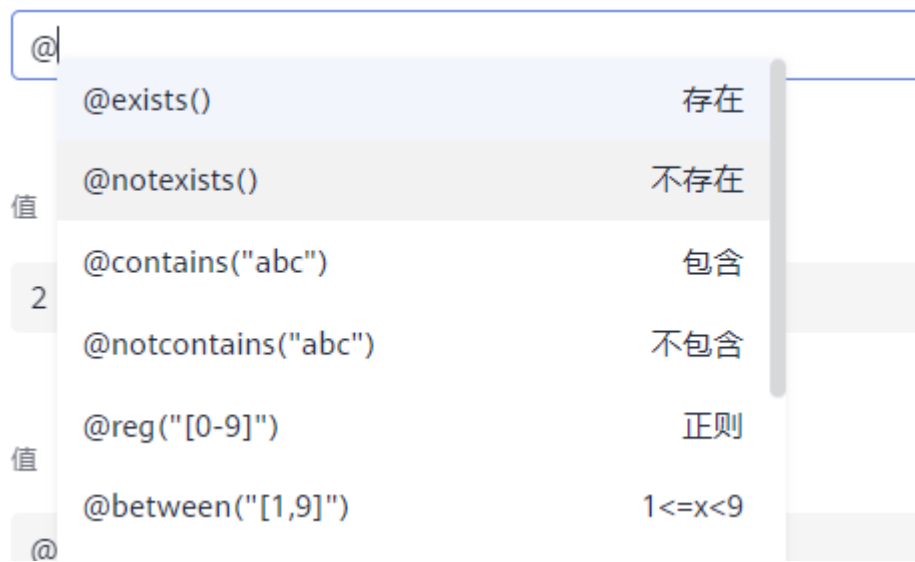 @
@exists() 存在
@notexists() 不存在
值
@contains("abc") 包含
2
@notcontains("abc") 不包含
@reg("[0-9]") 正则
值
@between("[1,9]") 1<=x<9
@